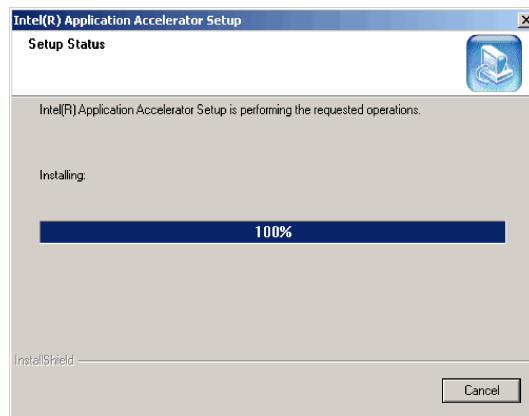 Intel(R) Application Accelerator Setup
Setup Status
Intel(R) Application Accelerator Setup is performing the requested operations.
Installing:
100%
InstallShield
Cancel